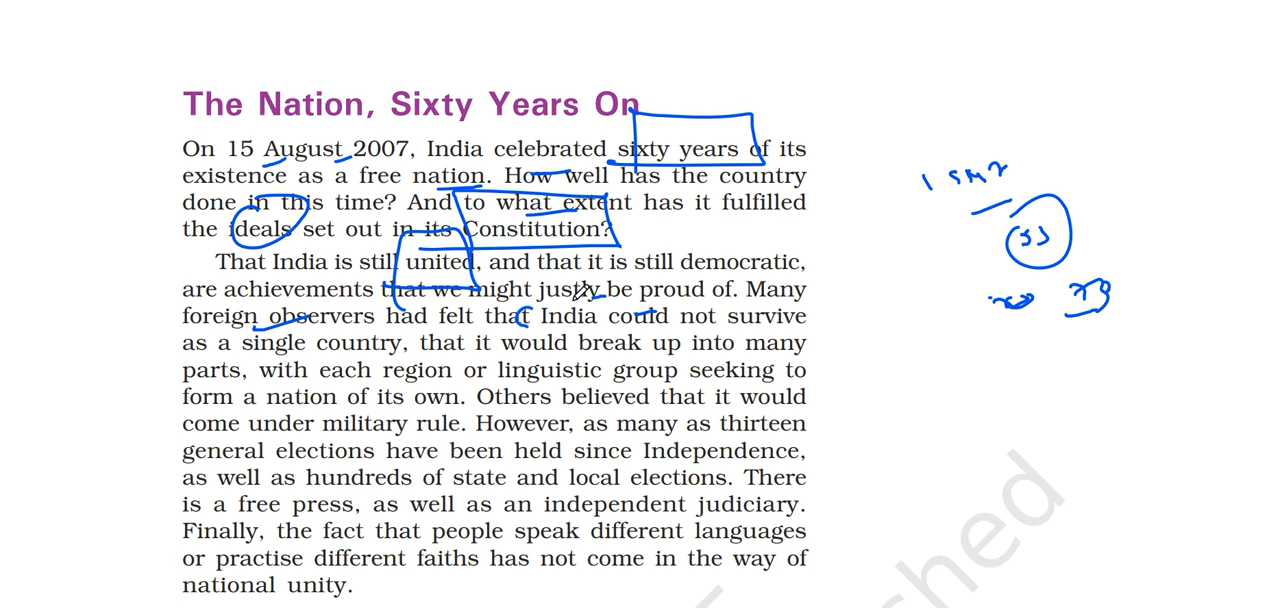 The Nation, Sixty Years On
On 15 August 2007, India celebrated sixty years of its
existence as a free nation. How well has the country
done in this time? And to what extent has it fulfilled
the ideals set out in its Constitution?
That India is still united, and that it is still democratic,
are achievements that we might justly be proud of. Many
foreign observers had felt that India could not survive
as a single country, that it would break up into many
parts, with each region or linguistic group seeking to
form a nation of its own. Others believed that it would
come under military rule. However, as many as thirteen
general elections have been held since Independence,
as well as hundreds of state and local elections. There
is a free press, as well as an independent judiciary.
Finally, the fact that people speak different languages
or practise different faiths has not come in the way of
national unity.